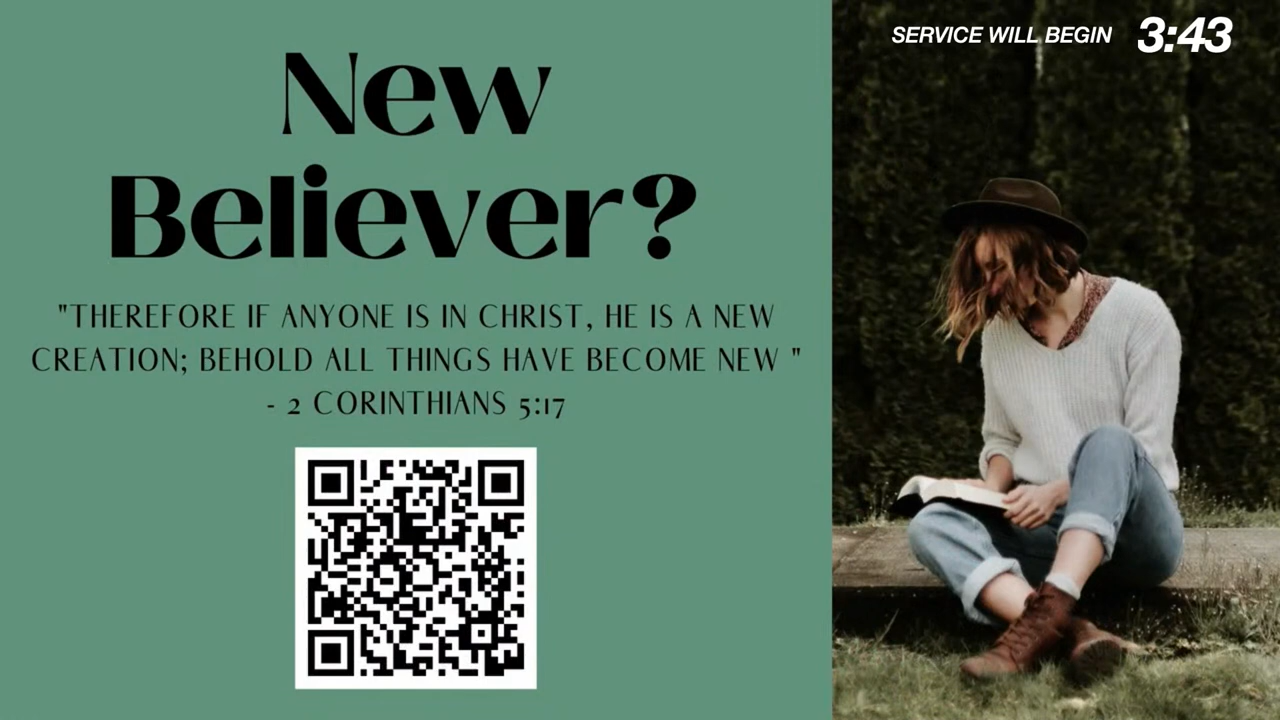 New
Believer?
"THEREFORE IF ANYONE IS IN CHRIST, HE IS A NEW
CREATION; BEHOLD ALL THINGS HAVE BECOME NEW "
- 2 CORINTHIANS 5:17
SERVICE WILL BEGIN 3:43